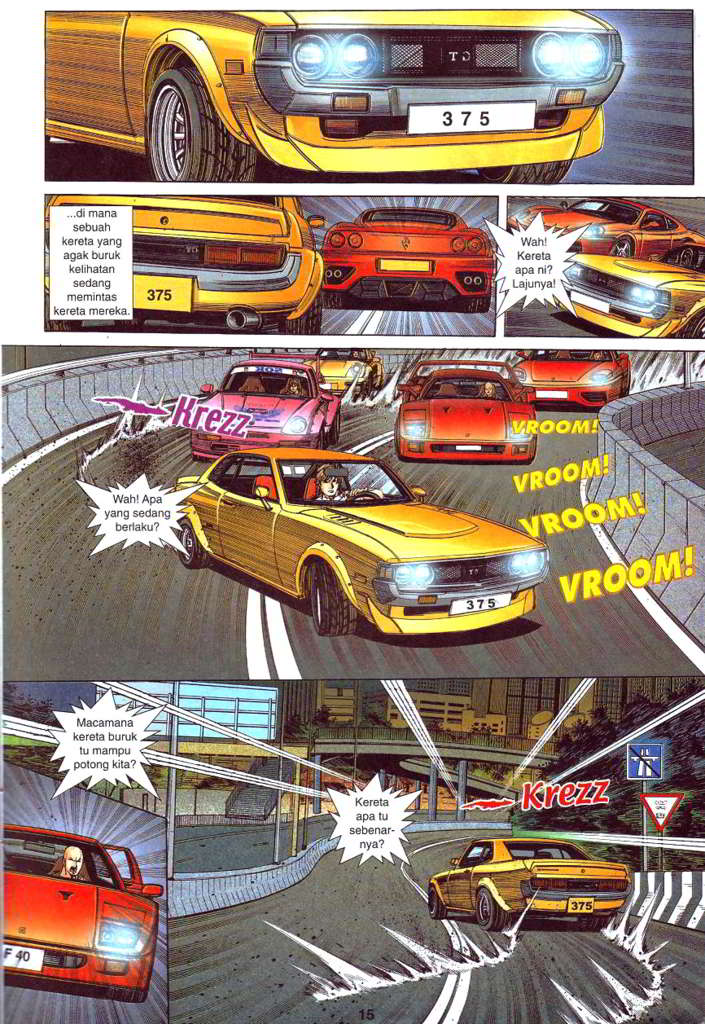 TD
375
...di mana
sebuah
kereta yang
agak buruk
kelihatan
sedang
memintas
kereta mereka.
TD
375
Wah!
Kereta
apa ni?
Lajunya!
Krezz
VROOM!
VROOM!
VROOM!
VROOM!
Wah! Apa
yang sedang
berlaku?
375
Macamana
kereta buruk
tu mampu
potong kita?
F 40
Kereta
apa tu
sebenar-
nya?
Krezz
375
15